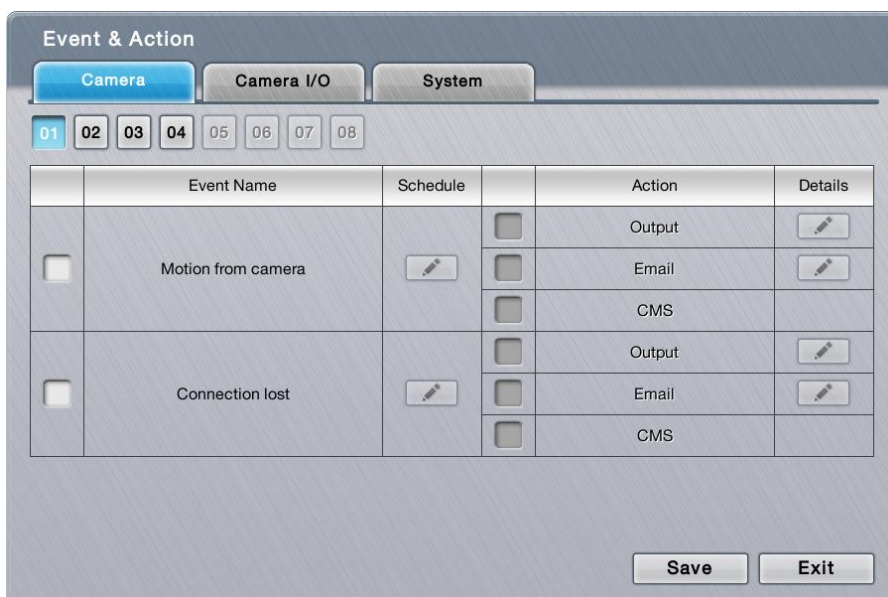 Event & Action
Camera Camera I/O System
01 02 03 04 05 06 07 08
Event Name Schedule Action Details
Output
Motion from camera Email
CMS
Output
Connection lost Email
CMS
Save Exit